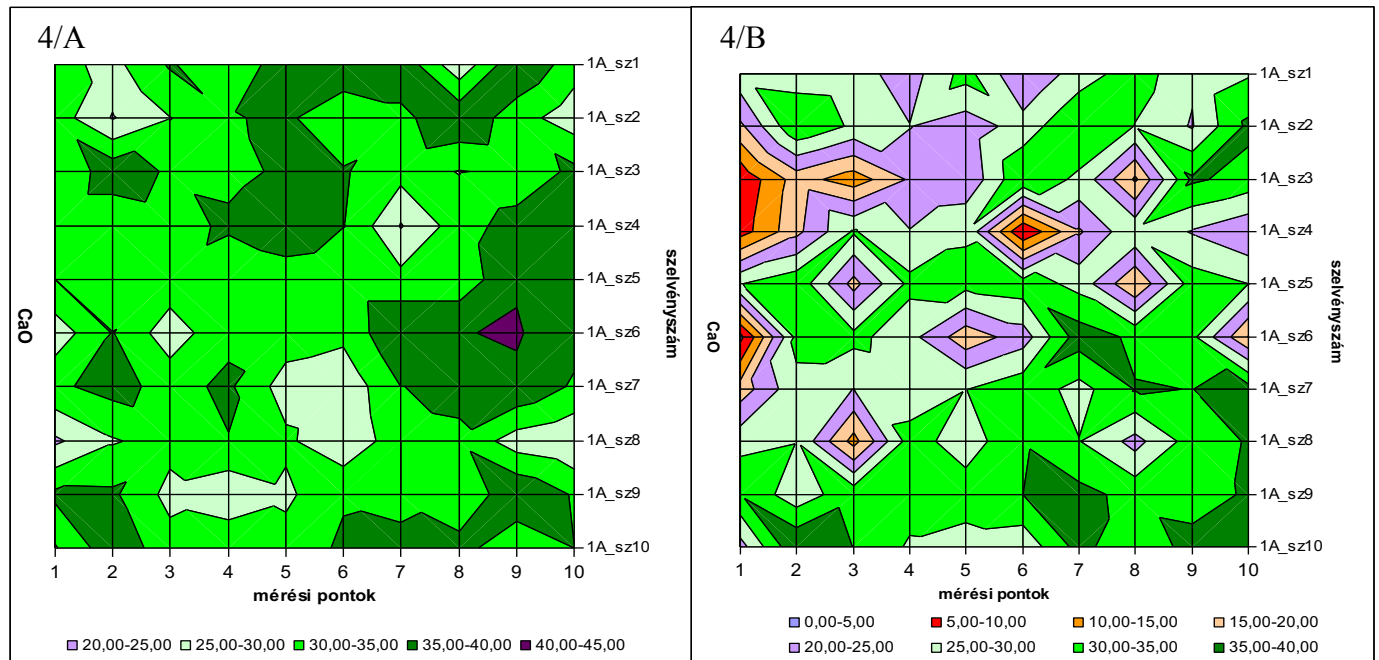 4/A
1A_sz1
1A_sz2
1A_sz3
1A_sz4
1A_sz5
1A_sz6
1A_sz7
1A_sz8
1A_sz9
1A_sz10
szelvényszám
CaO
1 2 3 4 5 6 7 8 9 10
mérési pontok
20,00-25,00 25,00-30,00 30,00-35,00 35,00-40,00 40,00-45,00
4/B
1A_sz1
1A_sz2
1A_sz3
1A_sz4
1A_sz5
1A_sz6
1A_sz7
1A_sz8
1A_sz9
1A_sz10
szelvényszám
CaO
1 2 3 4 5 6 7 8 9 10
mérési pontok
0,00-5,00 5,00-10,00 10,00-15,00 15,00-20,00
20,00-25,00 25,00-30,00 30,00-35,00 35,00-40,00